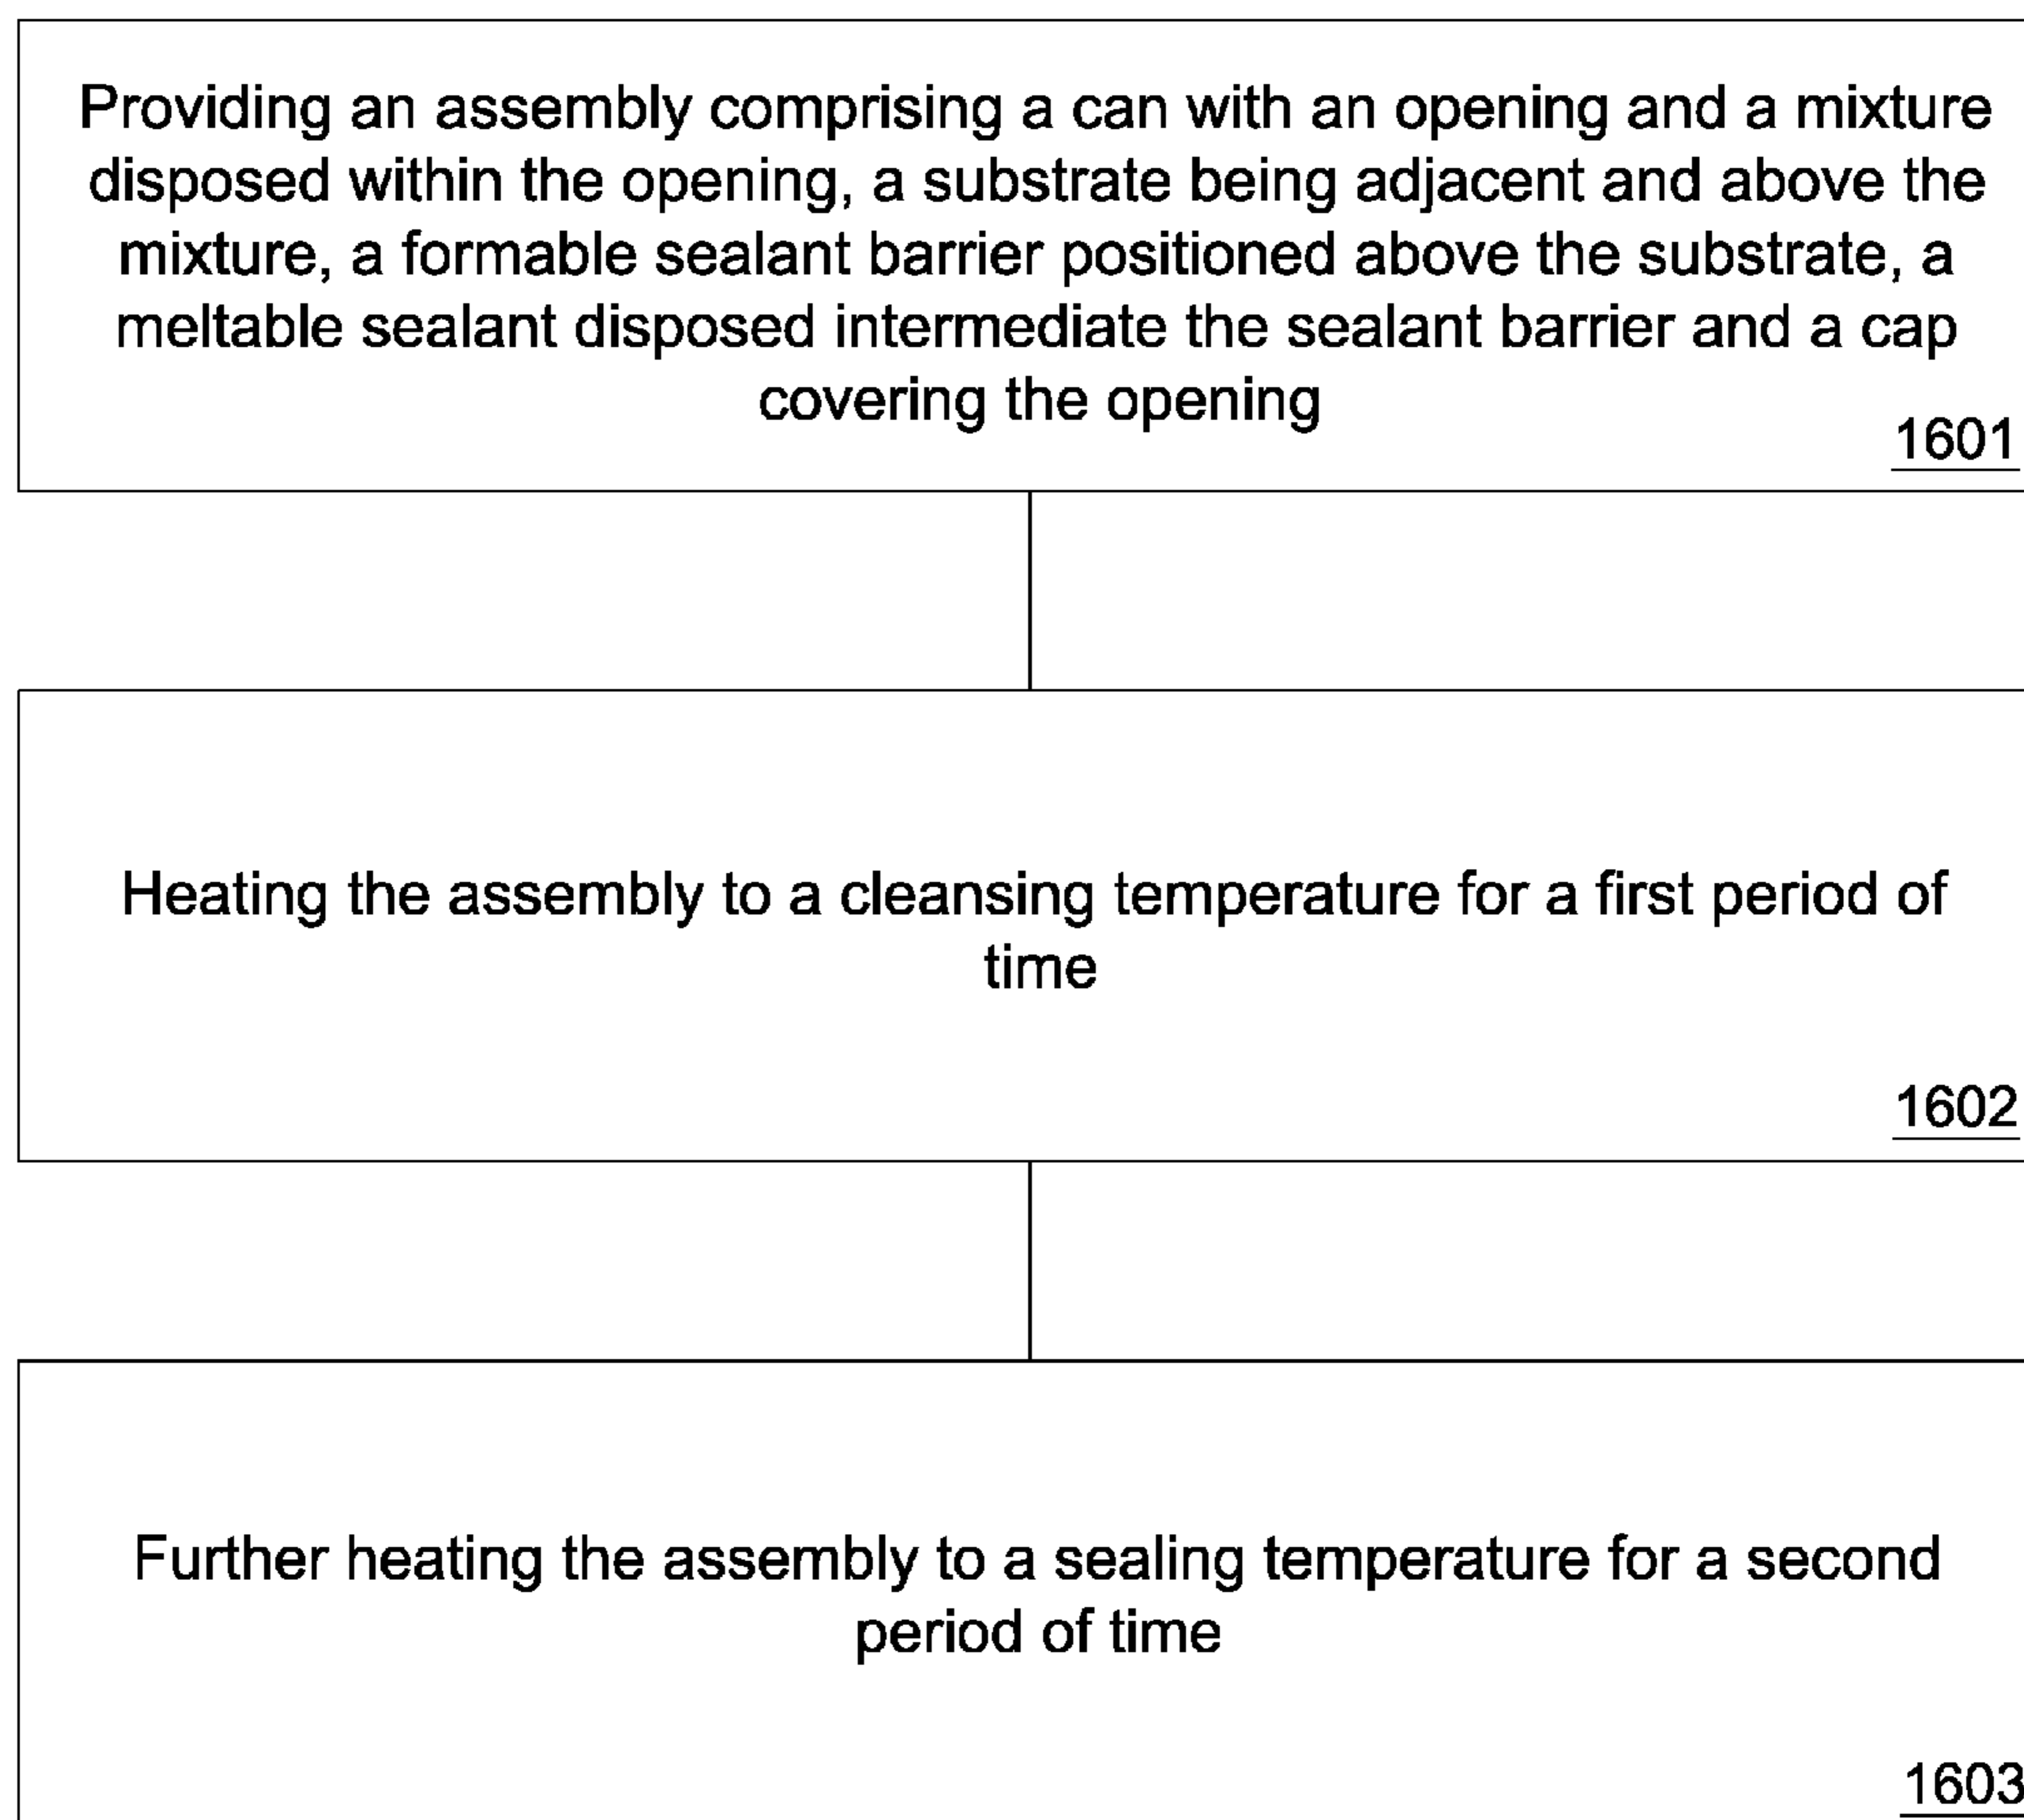 Providing an assembly comprising a can with an opening and a mixture
disposed within the opening, a substrate being adjacent and above the
mixture, a formable sealant barrier positioned above the substrate, a
meltable sealant disposed intermediate the sealant barrier and a cap
covering the opening
1601
Heating the assembly to a cleansing temperature for a first period of
time
1602
Further heating the assembly to a sealing temperature for a second
period of time
1603